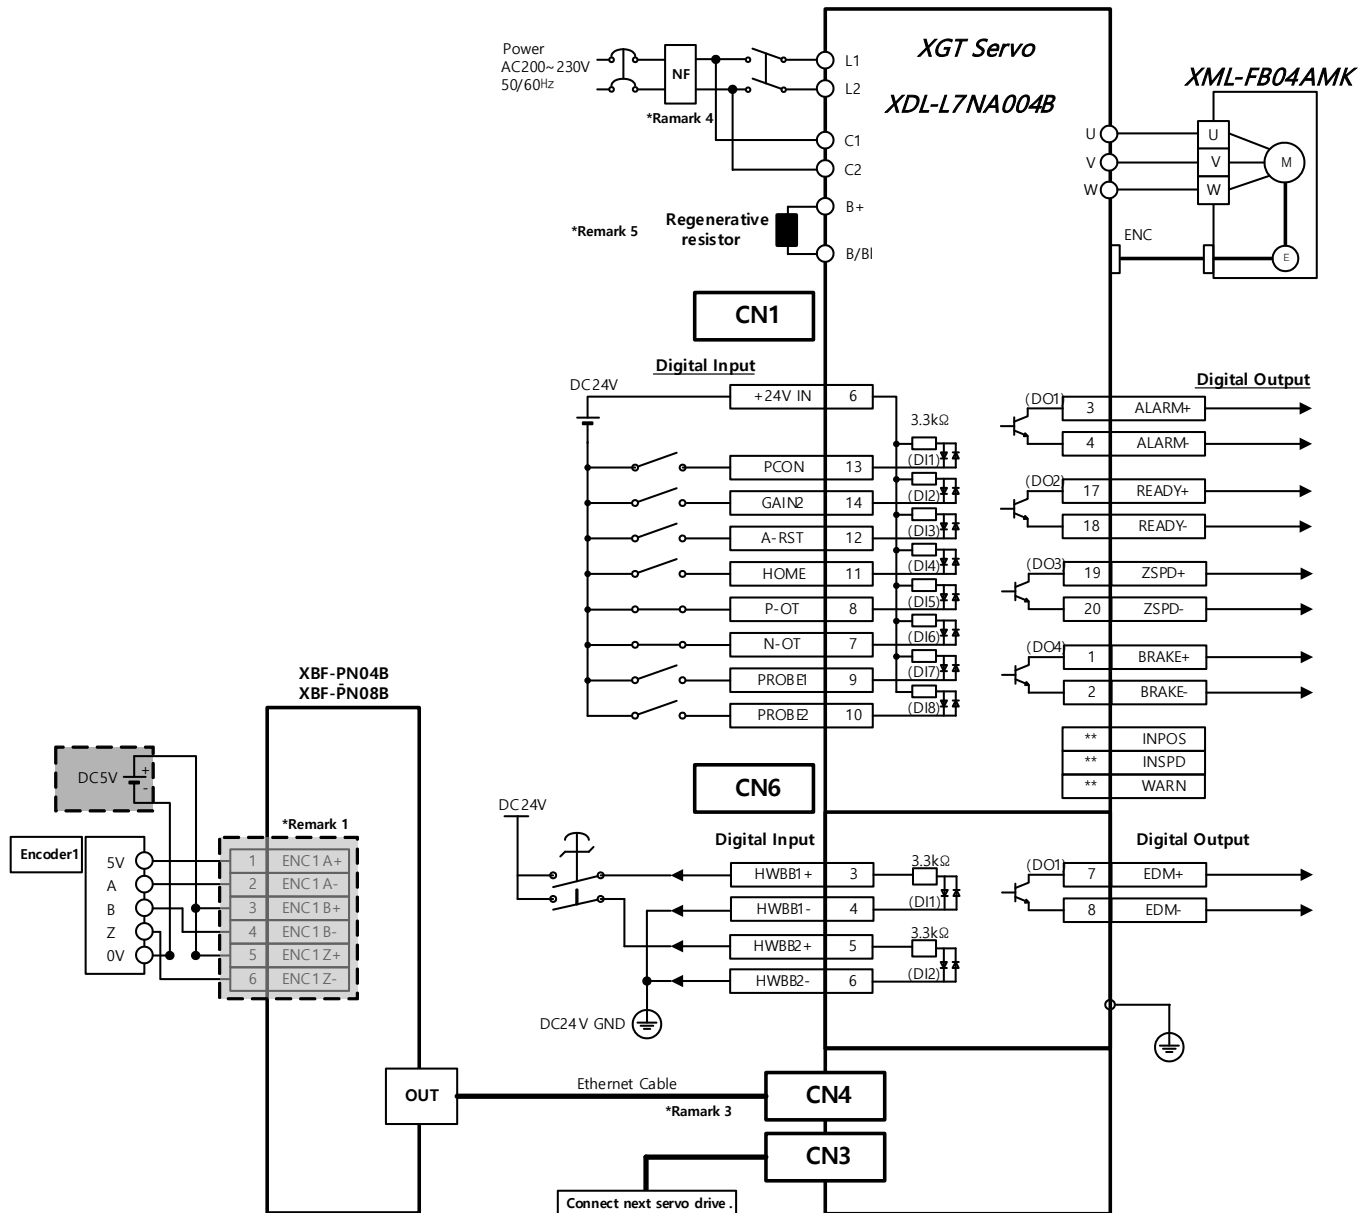 XGT Servo
XDL-L7NA004B
XML-FB04AMK
Power
AC200~230V
50/60Hz
NF
*Ramark 4
L1
L2
C1
C2
*Remark 5
Regenerative
resistor
B+
B/BI
U
V
W
U
V
W
M
ENC
E
CN1
Digital Input
DC24V
+24V IN
6
3.3kΩ
PCON
13
(DI1)
GAIN2
14
(DI2)
A-RST
12
(DI3)
HOME
11
(DI4)
P-OT
8
(DI5)
N-OT
7
(DI6)
PROBE1
9
(DI7)
PROBE2
10
(DI8)
Digital Output
(DO1)
3
ALARM+
4
ALARM-
(DO2)
17
READY+
18
READY-
(DO3)
19
ZSPD+
20
ZSPD-
(DO4)
1
BRAKE+
2
BRAKE-
**
INPOS
**
INSPD
**
WARN
XBF-PN04B
XBF-PN08B
DC5V
+
-
Encoder1
5V
A
B
Z
0V
*Remark 1
1
ENC1 A+
2
ENC1 A-
3
ENC1 B+
4
ENC1 B-
5
ENC1 Z+
6
ENC1 Z-
CN6
DC24V
Digital Input
HWBB1+
3
3.3kΩ
HWBB1-
4
(DI1)
HWBB2+
5
3.3kΩ
HWBB2-
6
(DI2)
DC24V GND
Digital Output
(DO1)
7
EDM+
8
EDM-
OUT
Ethernet Cable
*Ramark 3
CN4
CN3
Connect next servo drive .